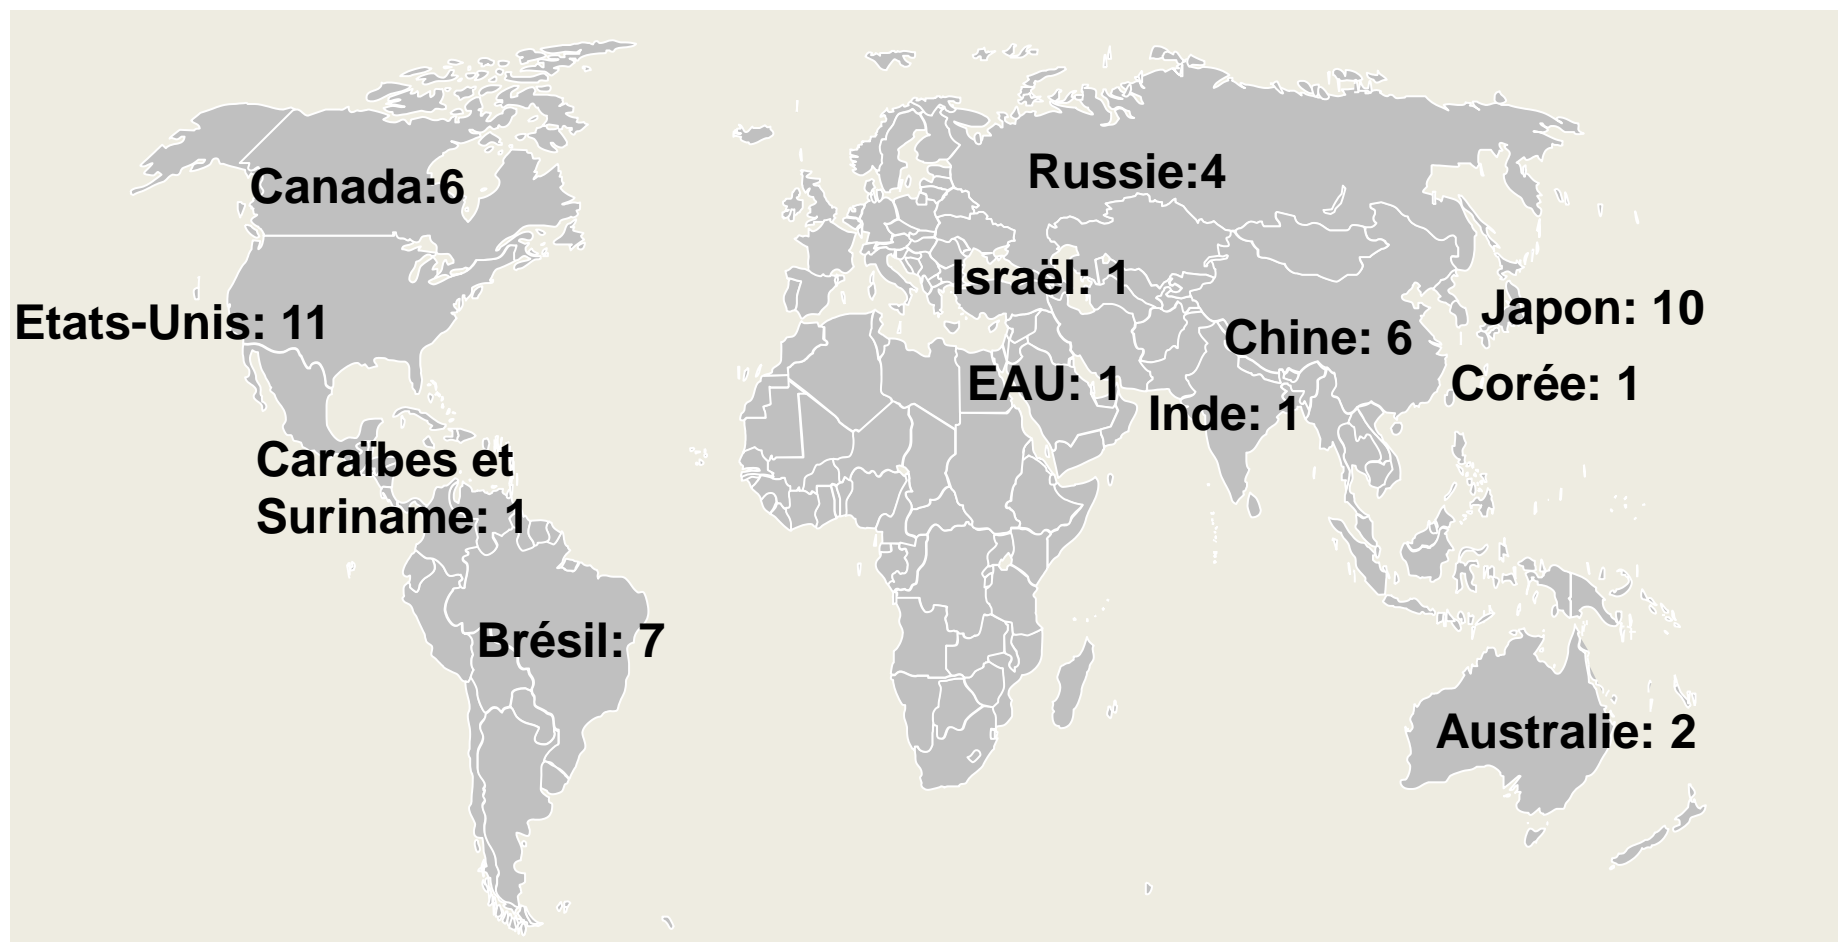 Russie:4
Canada:6
Israël: 1
Japon: 10
Etats-Unis: 11
Chine: 6
EAU: 1
Corée: 1
Inde: 1
Caraïbes et
Suriname: 1
Brésil: 7
Australie: 2